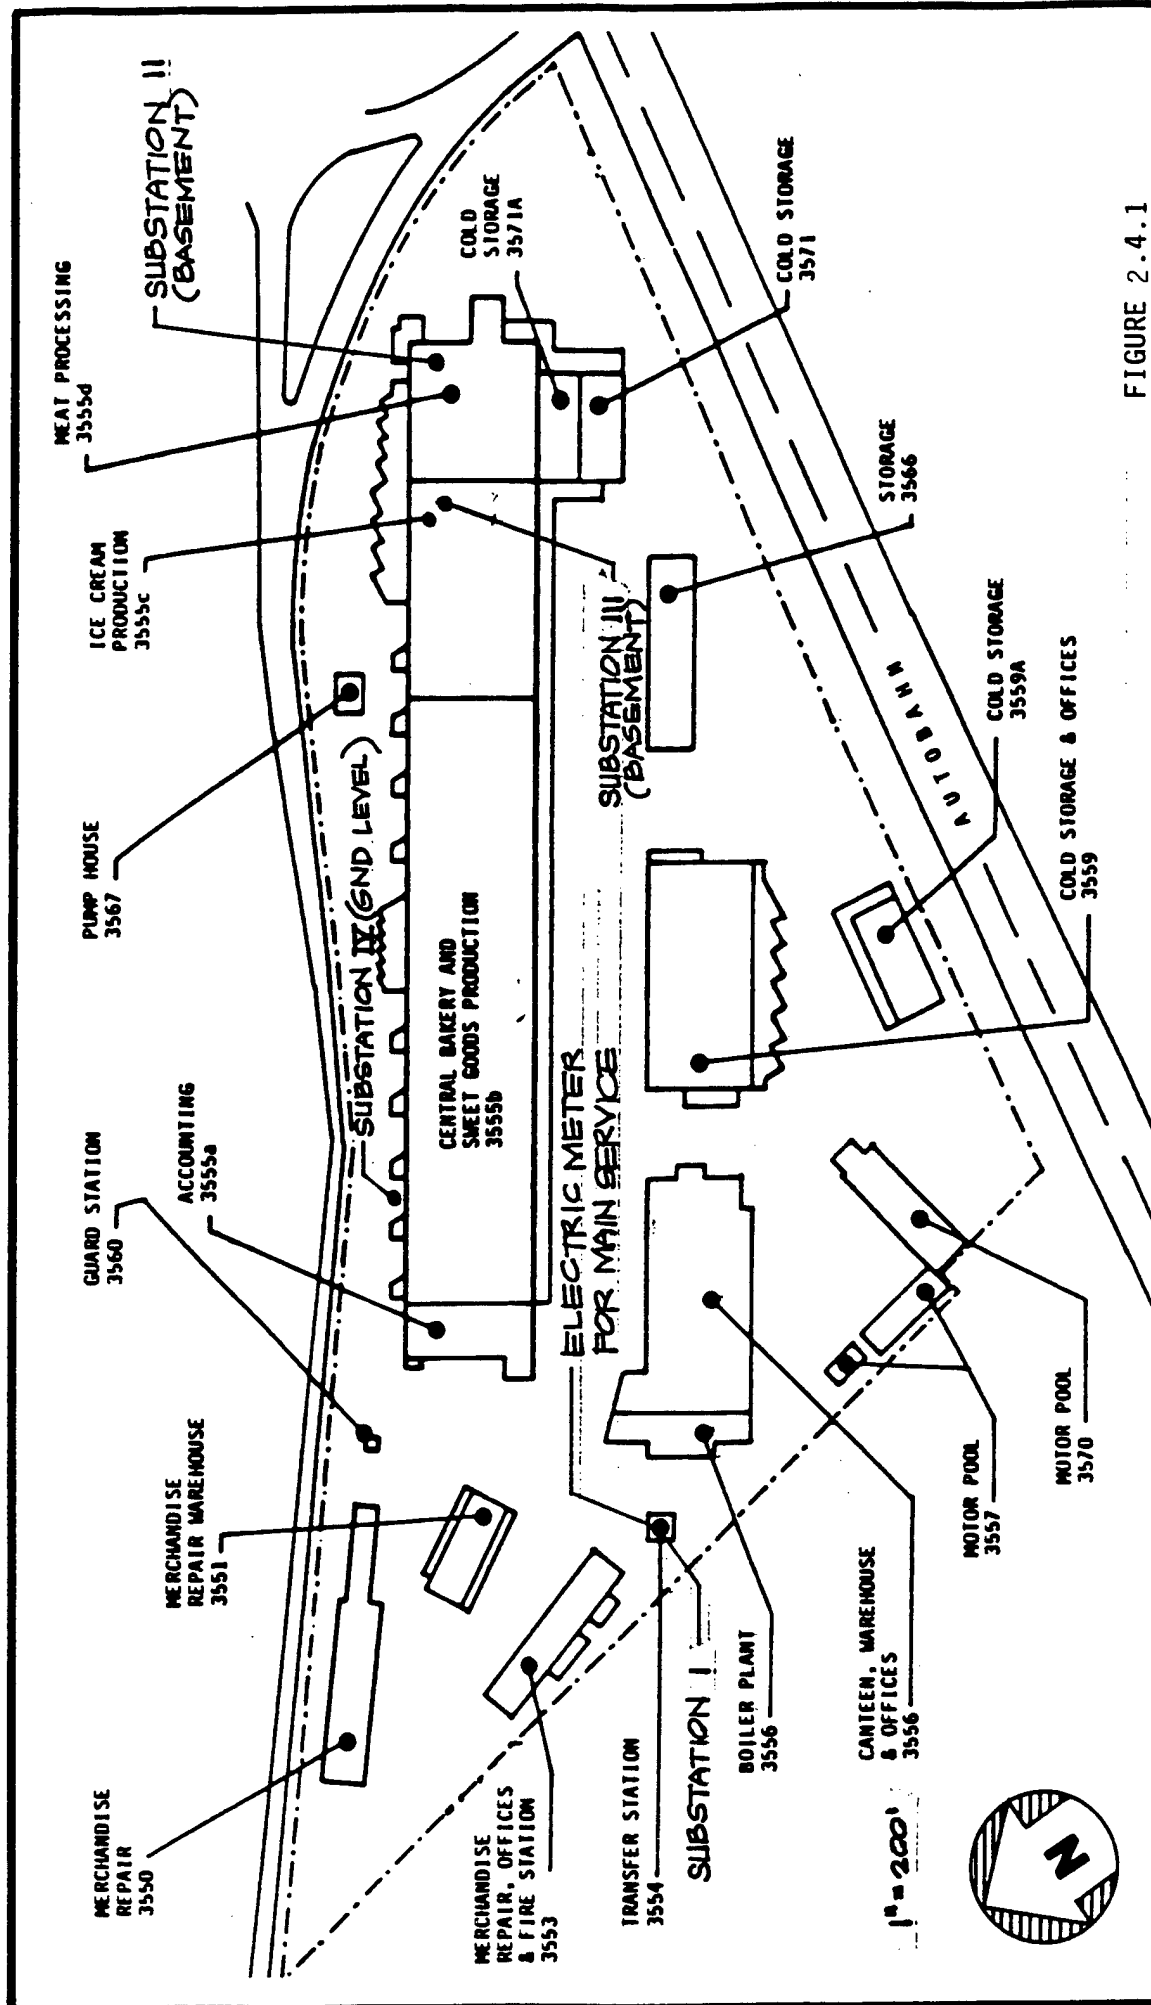 SUBSTATION II
(BASEMENT)
MEAT PROCESSING
3555d
ICE CREAM
PRODUCTION
3555c
PUMP HOUSE
3567
SUBSTATION IV (GND LEVEL)
ACCOUNTING
3555a
GUARD STATION
3560
MERCHANDISE
REPAIR WAREHOUSE
3551
MERCHANDISE
REPAIR
3550
COLD
STORAGE
3571A
COLD STORAGE
3571
STORAGE
3566
CENTRAL BAKERY AND
SWEET GOODS PRODUCTION
3555b
SUBSTATION III
(BASEMENT)
ELECTRIC METER
FOR MAIN SERVICE
AUTOBAHN
COLD STORAGE
3559A
COLD STORAGE & OFFICES
3559
MERCHANDISE
REPAIR, OFFICES
& FIRE STATION
3553
TRANSFER STATION
3554
SUBSTATION I
BOILER PLANT
3556
CANTEEN, WAREHOUSE
& OFFICES
3556
MOTOR POOL
3557
MOTOR POOL
3570
1" = 200'
N
FIGURE 2.4.1